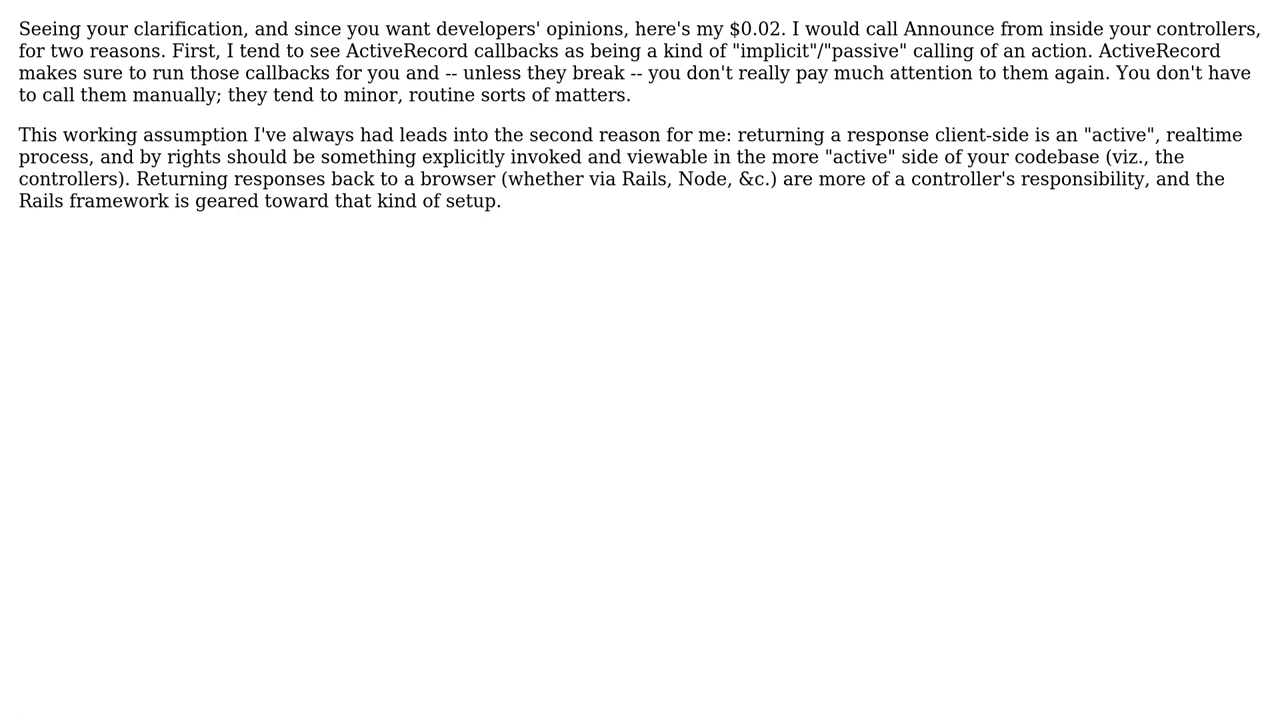 Seeing your clarification, and since you want developers' opinions, here's my $0.02. I would call Announce from inside your controllers,
for two reasons. First, I tend to see ActiveRecord callbacks as being a kind of "implicit"/"passive" calling of an action. ActiveRecord
makes sure to run those callbacks for you and -- unless they break -- you don't really pay much attention to them again. You don't have
to call them manually; they tend to minor, routine sorts of matters.
This working assumption I've always had leads into the second reason for me: returning a response client-side is an "active", realtime
process, and by rights should be something explicitly invoked and viewable in the more "active" side of your codebase (viz., the
controllers). Returning responses back to a browser (whether via Rails, Node, &c.) are more of a controller's responsibility, and the
Rails framework is geared toward that kind of setup.